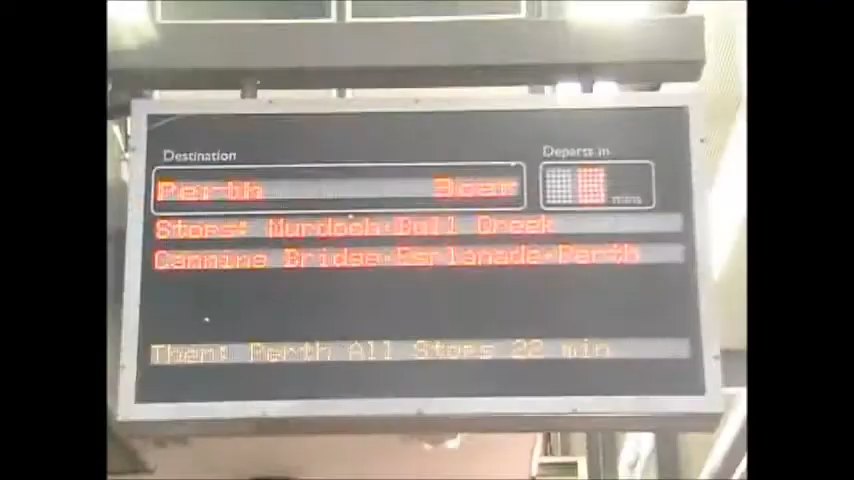 Destination
Departs in
Perth 3car
mins
Stops: Murdoch,Bull Creek
Canning Bridge,Esplanade,Perth
Then: Perth All Stops 22 min